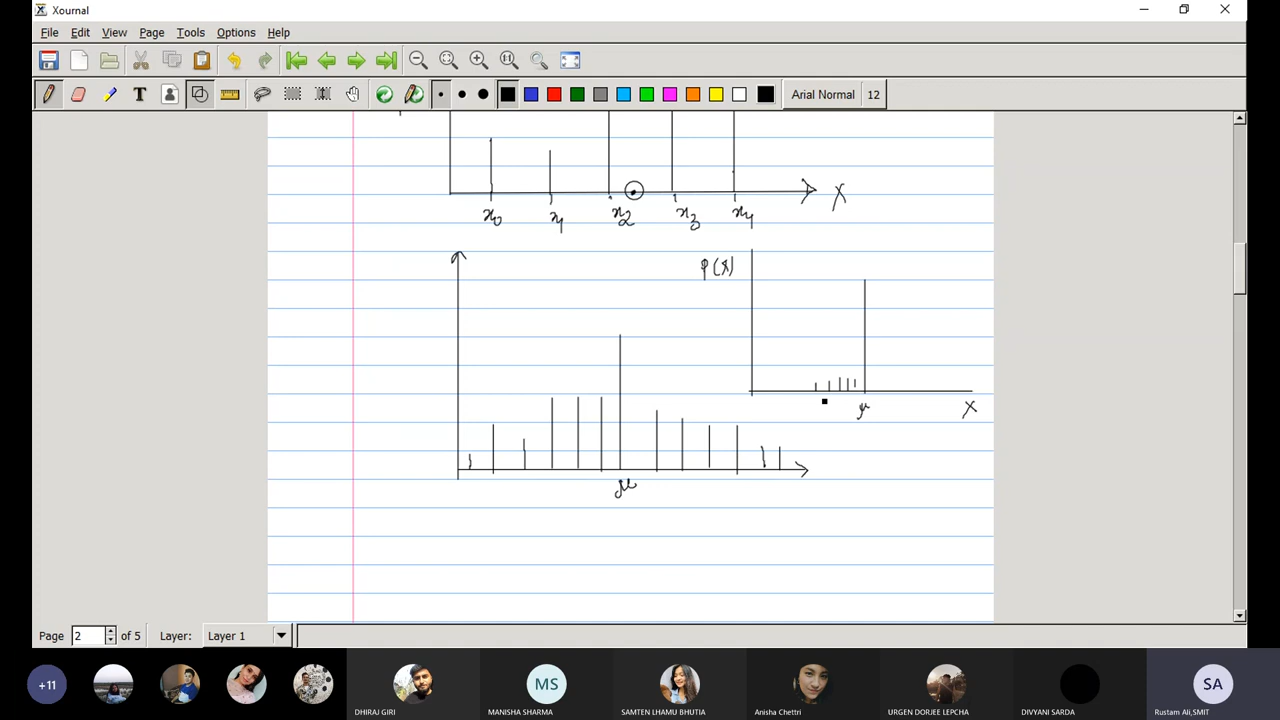 Xournal
File Edit View Page Tools Options Help
T Arial Normal 12
x0 x1 x2 x3 x4 X
P(X)
μ X
μ
Page 2 of 5 Layer: Layer 1
+11 MS SA
DHIRAJ GIRI MANISHA SHARMA SAMTEN LHAMU BHUTIA Anisha Chettri URGEN DORJEE LEPCHA DIVYANI SARDA Rustam Ali,SMIT